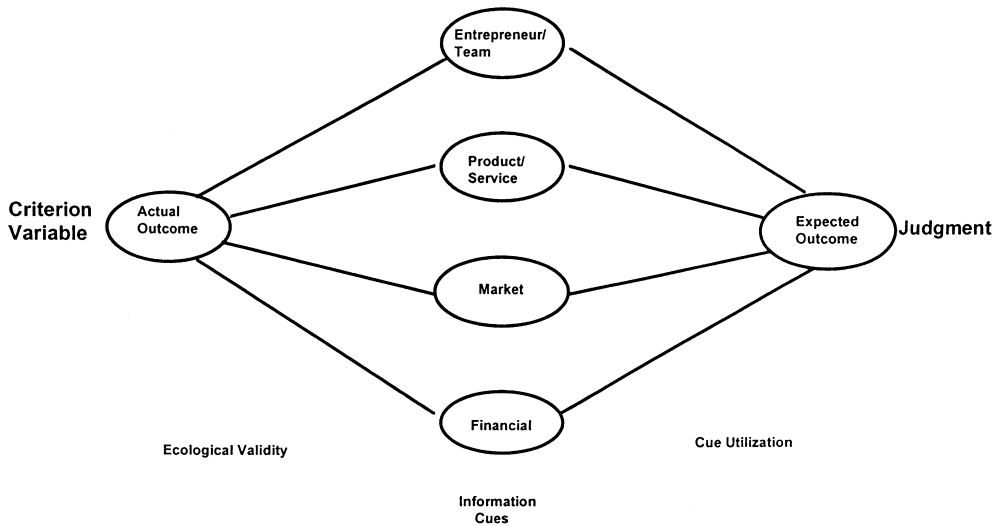 Entrepreneur/
Team
Product/
Service
Criterion
Variable
Actual
Outcome
Expected
Outcome
Judgment
Market
Financial
Ecological Validity
Cue Utilization
Information
Cues